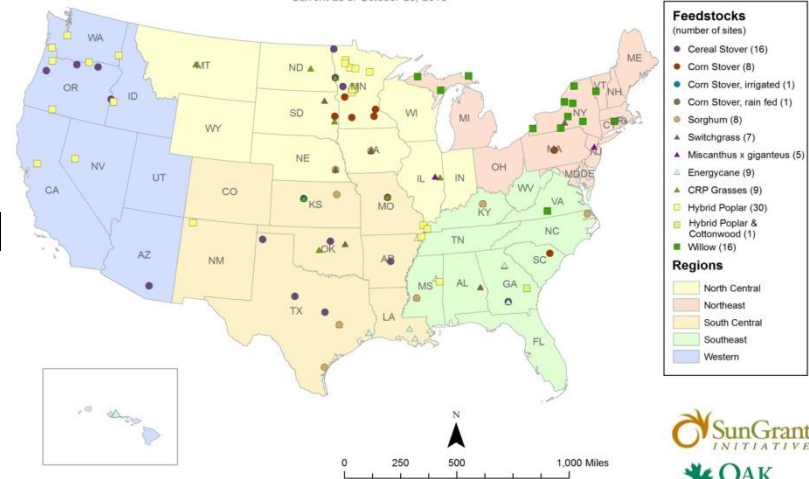 Feedstocks
(number of sites)
Cereal Stover (16)
Corn Stover (8)
Corn Stover, irrigated (1)
Corn Stover, rain fed (1)
Sorghum (8)
Switchgrass (7)
Miscanthus x giganteus (5)
Energycane (9)
CRP Grasses (9)
Hybrid Poplar (30)
Hybrid Poplar &
Cottonwood (1)
Willow (16)
Regions
North Central
Northeast
South Central
Southeast
Western
WA
MT
ND
MN
ME
OR
ID
SD
WI
MI
NY
VT
NH
WY
IA
NE
IL
IN
OH
NJ
NV
UT
CO
KS
MO
WV
VA
MD
DE
CA
KY
NC
TN
AZ
NM
OK
AR
SC
MS
AL
GA
TX
LA
FL
N
0 250 500 1,000 Miles
SunGrant
INITIATIVE
OAK